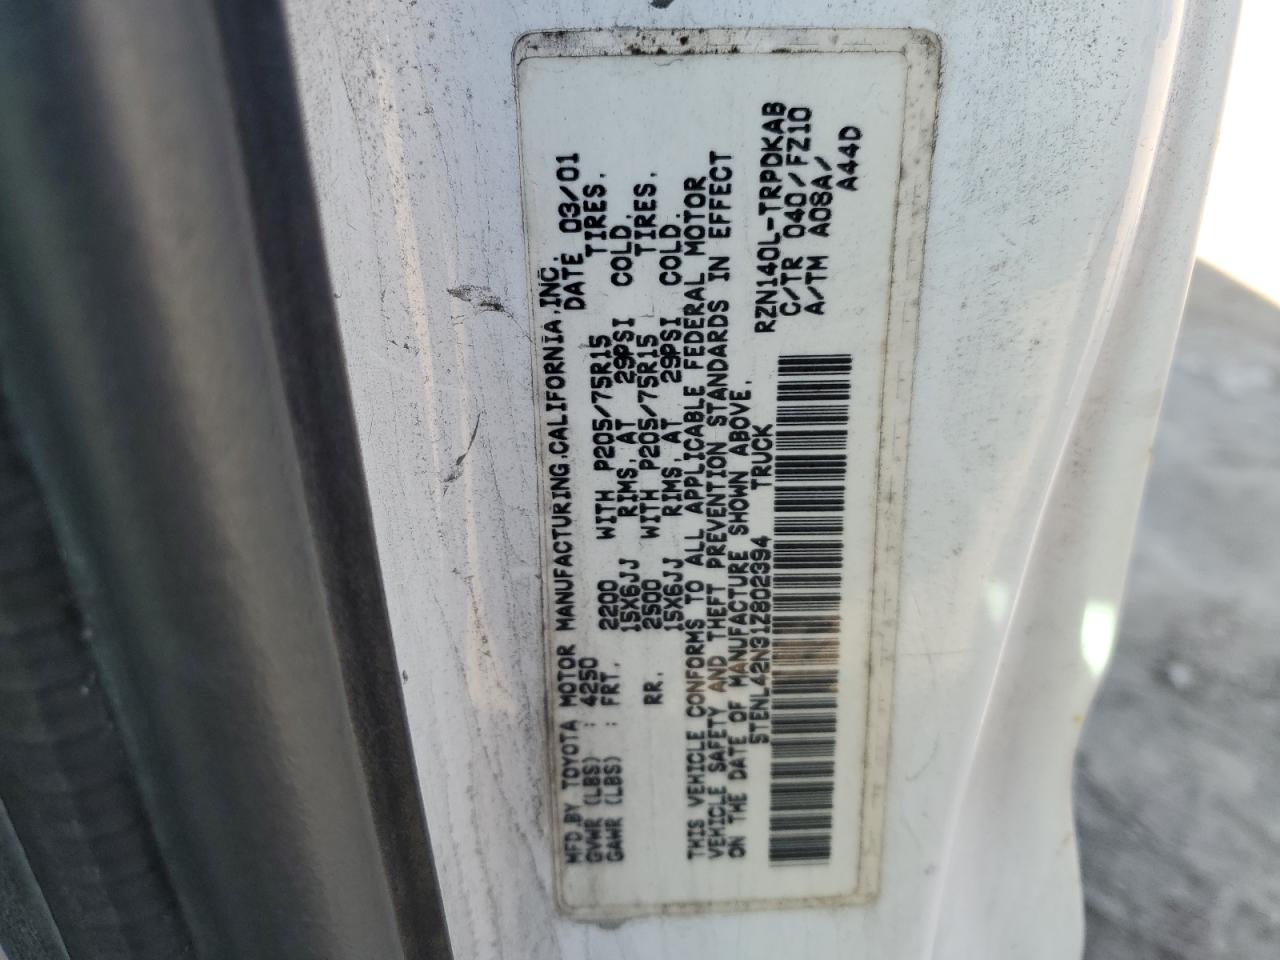 MFD.BY TOYOTA MOTOR MANUFACTURING,CALIFORNIA,INC.
GVWR (LBS) : 4250 DATE 03/01
GAWR (LBS) : FRT. 2200 WITH P205/75R15 TIRES,
15X6JJ RIMS, AT 29PSI COLD.
RR. 2500 WITH P205/75R15 TIRES,
15X6JJ RIMS, AT 29PSI COLD.
THIS VEHICLE CONFORMS TO ALL APPLICABLE FEDERAL MOTOR
VEHICLE SAFETY AND THEFT PREVENTION STANDARDS IN EFFECT
ON THE DATE OF MANUFACTURE SHOWN ABOVE.
5TENL42N31Z802394 TRUCK
RZN140L-TRPDKAB
C/TR 040/FZ10
A/TM A08A/
A44D